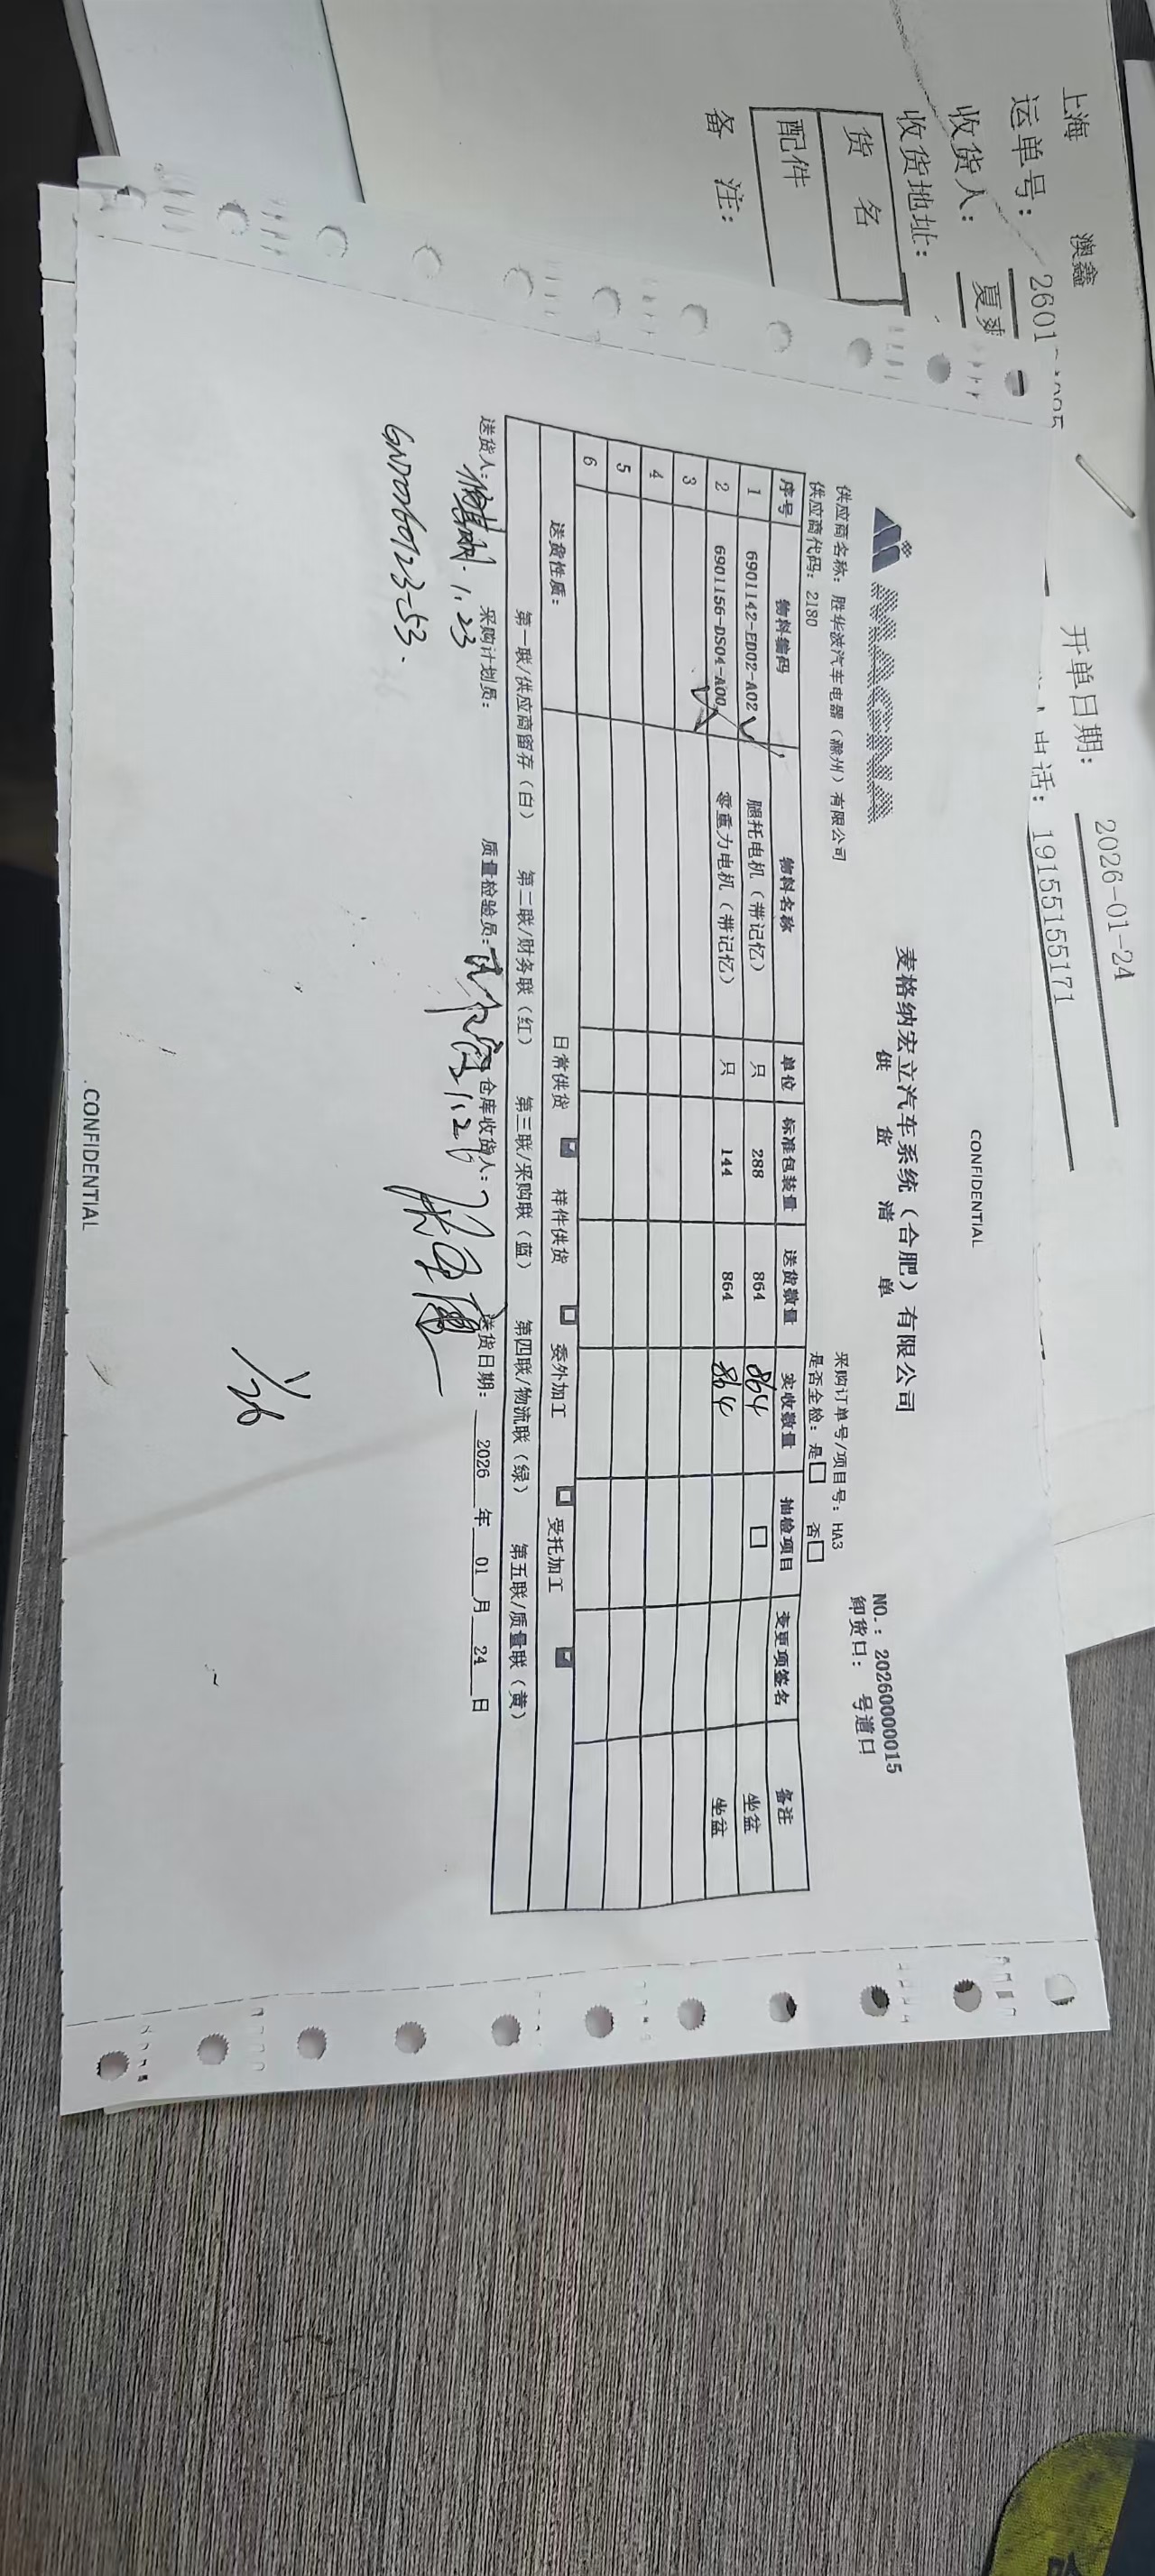 上海 澳鑫
运单号: 2601
开单日期: 2026-01-24
收货人: 夏爽
电话: 19155155171
收货地址:
货 名
配件
备 注:
CONFIDENTIAL
MAGNA
麦格纳宏立汽车系统（合肥）有限公司
供 货 清 单
NO.: 20260000015
供应商名称: 胜华波汽车电器（滁州）有限公司
采购订单号/项目号: HA3
卸货口: 号道口
供应商代码: 2180
是否全检: 是□ 否□
序号 物料编码 物料名称 单位 标准包装量 送货数量 实收数量 抽检项目 变更项签名 备注
1 6901142-ED02-A02 腿托电机（带记忆） 只 288 864 864 □ 坐盆
2 6901156-DS04-A00 零重力电机（带记忆） 只 144 864 864 坐盆
3
4
5
6
送货性质: 日常供货 ☑ 样件供货 □ 委外加工 □ 受托加工 ☑
第一联/供应商留存（白） 第二联/财务联（红） 第三联/采购联（蓝） 第四联/物流联（绿） 第五联/质量联（黄）
送货人: 1.23 采购计划员: 质量检验员: 仓库收货人: 送货日期: 2026 年 01 月 24 日
1/26
CONFIDENTIAL